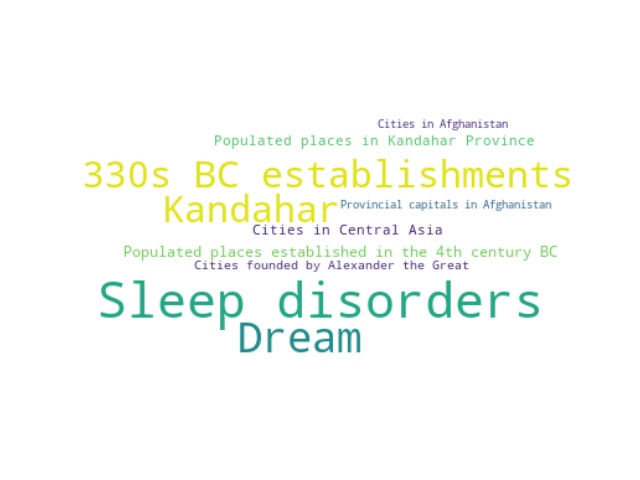 Cities in Afghanistan
Populated places in Kandahar Province
330s BC establishments
Kandahar
Provincial capitals in Afghanistan
Cities in Central Asia
Populated places established in the 4th century BC
Cities founded by Alexander the Great
Sleep disorders
Dream